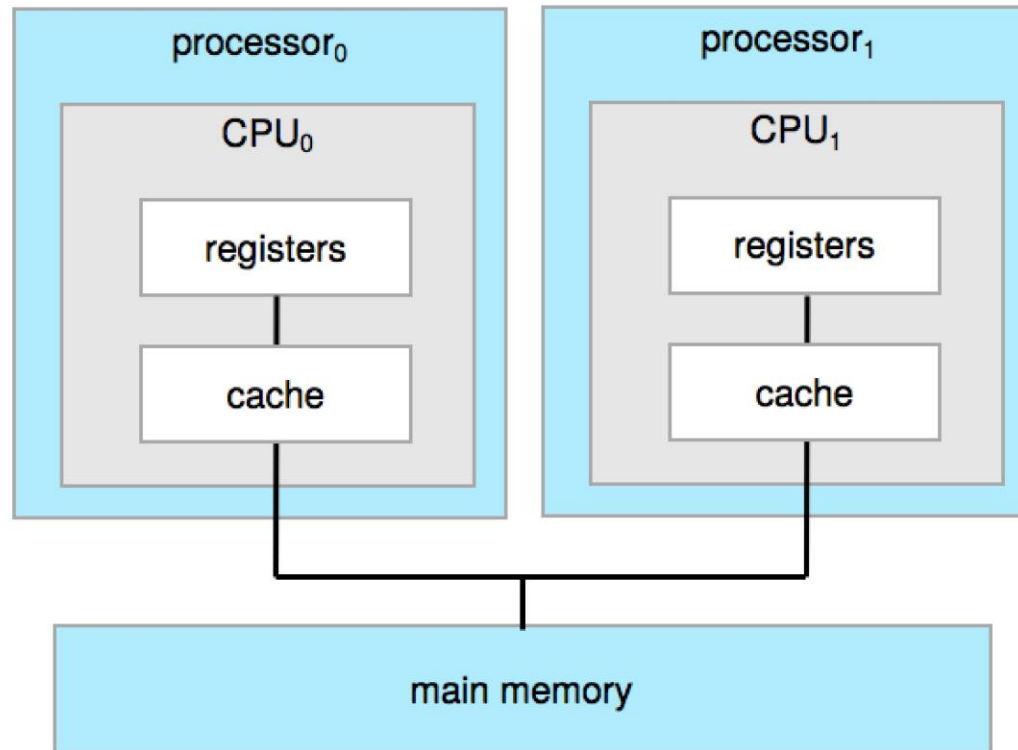 processor₀
CPU₀
registers
cache
processor₁
CPU₁
registers
cache
main memory